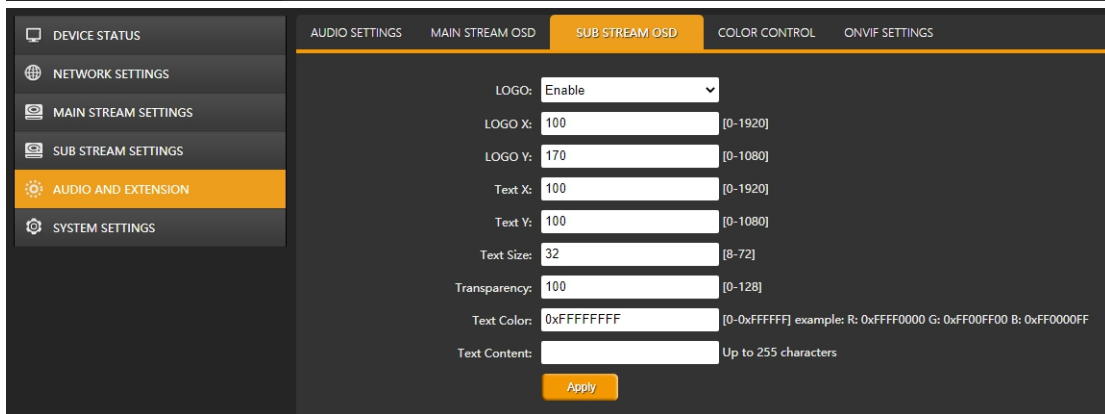 DEVICE STATUS
NETWORK SETTINGS
MAIN STREAM SETTINGS
SUB STREAM SETTINGS
AUDIO AND EXTENSION
SYSTEM SETTINGS
AUDIO SETTINGS MAIN STREAM OSD SUB STREAM OSD COLOR CONTROL ONVIF SETTINGS
LOGO: Enable
LOGO X: 100 [0-1920]
LOGO Y: 170 [0-1080]
Text X: 100 [0-1920]
Text Y: 100 [0-1080]
Text Size: 32 [8-72]
Transparency: 100 [0-128]
Text Color: 0xFFFFFFFF [0-0xFFFFFF] example: R: 0xFFFF0000 G: 0xFF00FF00 B: 0xFF0000FF
Text Content: Up to 255 characters
Apply